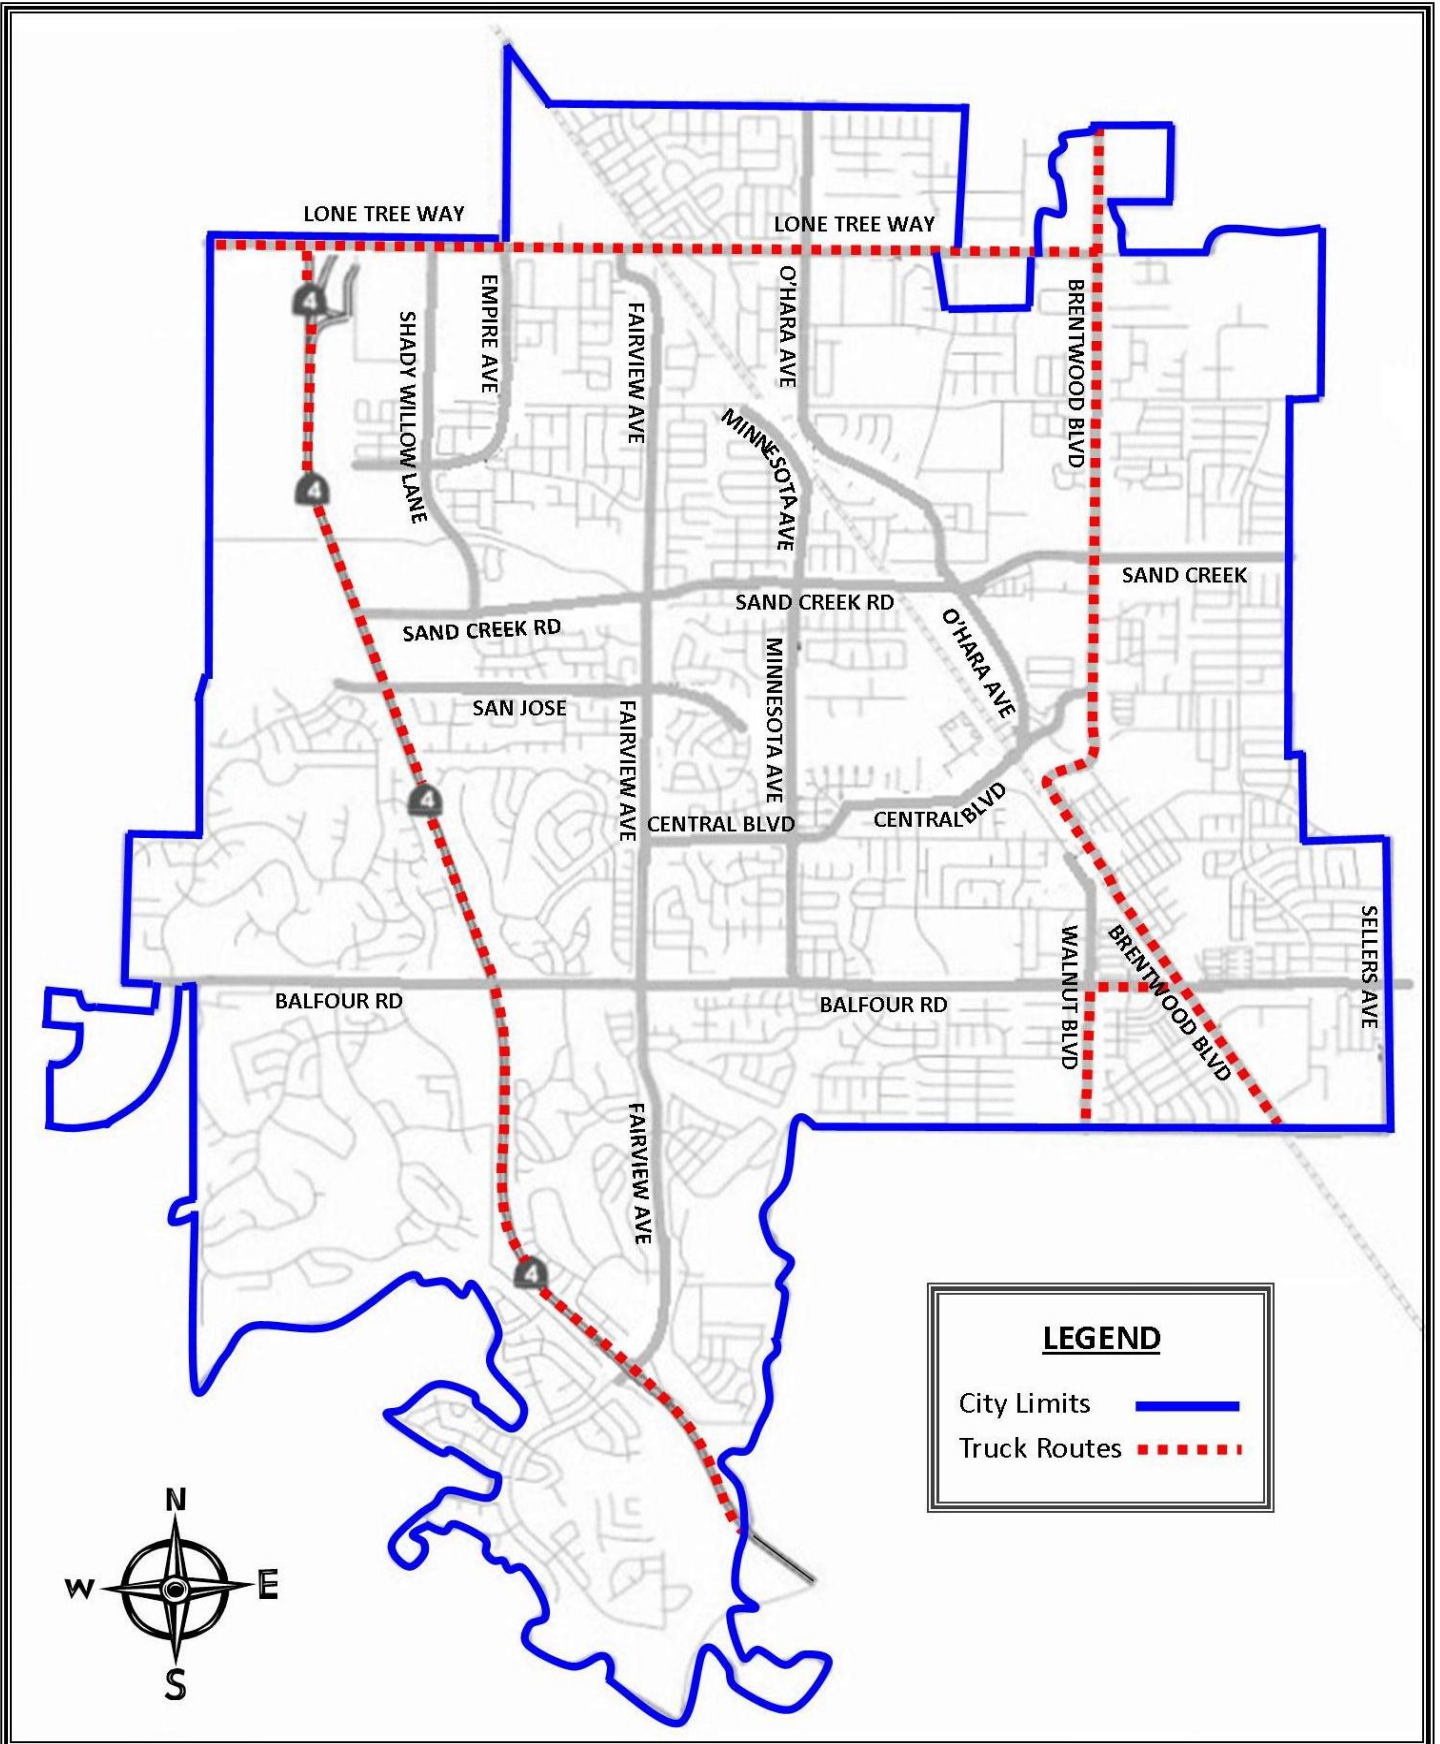 LONE TREE WAY
LONE TREE WAY
4
SHADY WILLOW LANE
EMPIRE AVE
FAIRVIEW AVE
O'HARA AVE
BRENTWOOD BLVD
MINNESOTA AVE
4
SAND CREEK
SAND CREEK RD
SAND CREEK RD
O'HARA AVE
MINNESOTA AVE
SAN JOSE
FAIRVIEW AVE
4
CENTRAL BLVD
CENTRAL BLVD
SELLERS AVE
WALNUT BLVD
BRENTWOOD BLVD
BALFOUR RD
BALFOUR RD
FAIRVIEW AVE
4
LEGEND
City Limits
Truck Routes
N
W
E
S